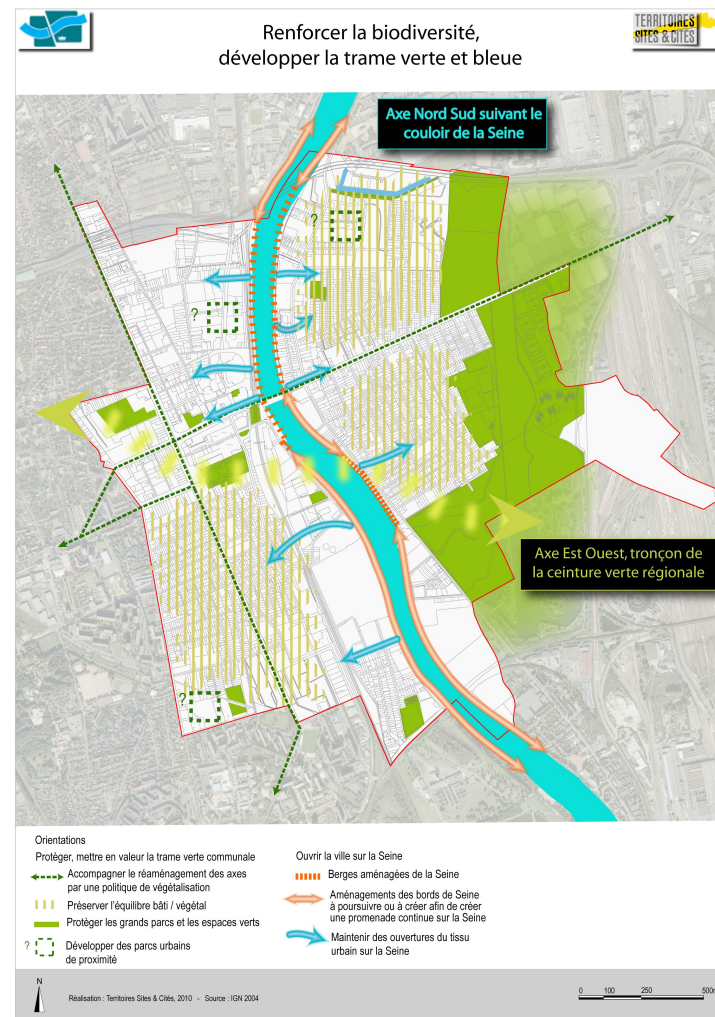 Renforcer la biodiversité,
développer la trame verte et bleue
TERRITOIRES
SITES & CITÉS
Axe Nord Sud suivant le
couloir de la Seine
?
?
Axe Est Ouest, tronçon de
la ceinture verte régionale
?
Orientations
Protèger, mettre en valeur la trame verte communale
Accompagner le réaménagement des axes
par une politique de végétalisation
Préserver l'équilibre bâti / végétal
Protèger les grands parcs et les espaces verts
?
Développer des parcs urbains
de proximité
Ouvrir la ville sur la Seine
Berges aménagées de la Seine
Aménagements des bords de Seine
à poursuivre ou à créer afin de créer
une promenade continue sur la Seine
Maintenir des ouvertures du tissu
urbain sur la Seine
N
Réalisation : Territoires Sites & Cités, 2010 - Source : IGN 2004
0 100 250 500m